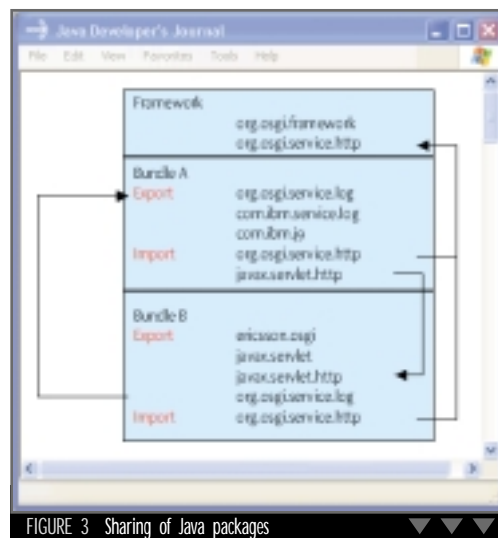 Java Developer's Journal
File Edit View Favorites Tools Help
Framework
org.osgi.framework
org.osgi.service.http
Bundle A
Export org.osgi.service.log
com.ibm.service.log
com.ibm.jo
Import org.osgi.service.http
javax.servlet.http
Bundle B
Export ericsson.osgi
javax.servlet
javax.servlet.http
org.osgi.service.log
Import org.osgi.service.http
FIGURE 3 Sharing of Java packages